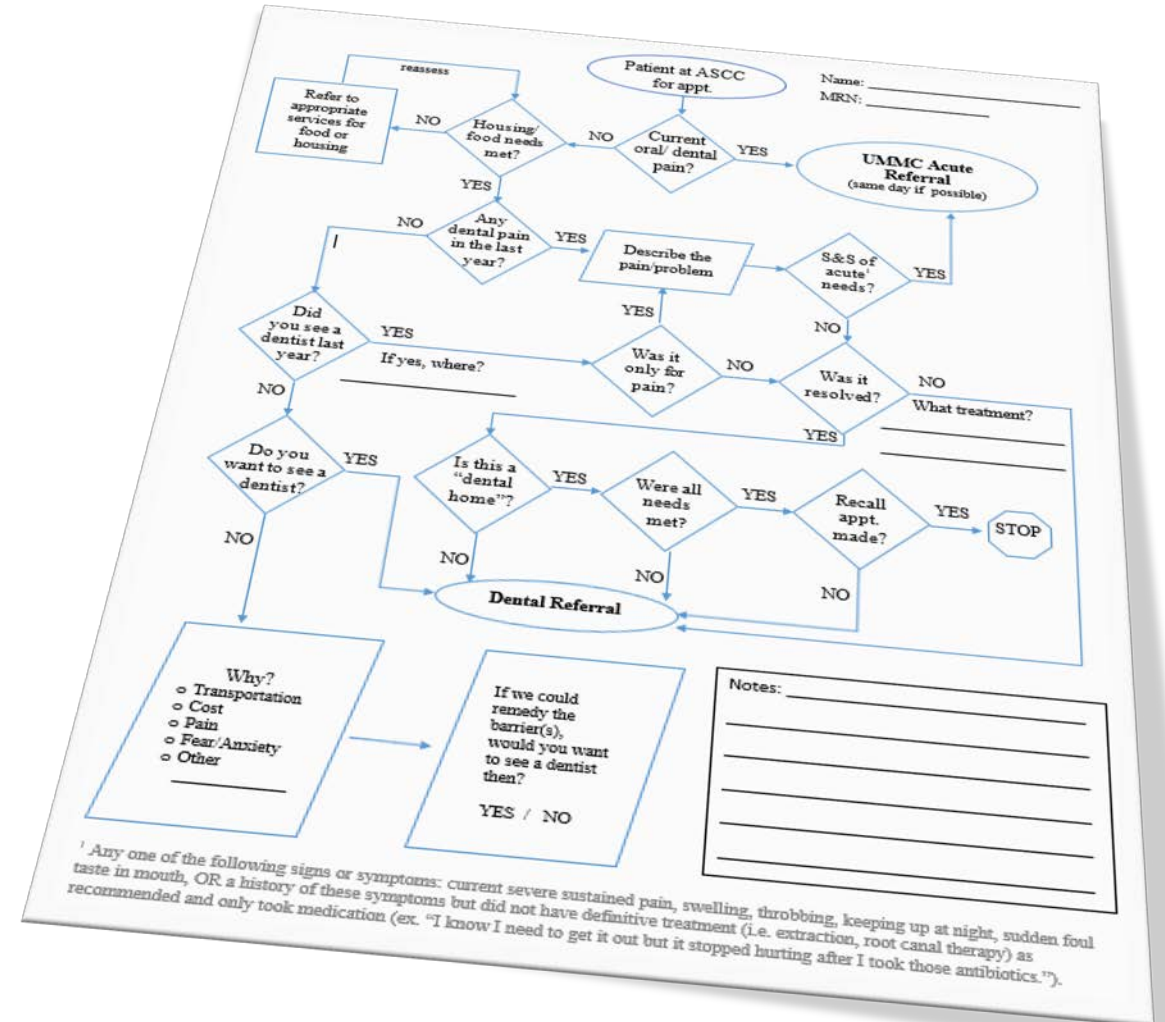 Patient at ASCC
for appt.
Name:
MRN:
reassess
Refer to
appropriate
services for
food or
housing
NO
Housing/
food needs
met?
NO
Current
oral/ dental
pain?
YES
UMMC Acute
Referral
(same day if possible)
YES
NO
Any
dental pain
in the last
year?
YES
Describe the
pain/problem
S&S of
acute¹
needs?
YES
YES
NO
Did
you see a
dentist last
year?
YES
If yes, where?
Was it
only for
pain?
NO
Was it
resolved?
NO
What treatment?
NO
YES
Do you
want to see a
dentist?
YES
Is this a
“dental
home”?
YES
Were all
needs
met?
YES
Recall
appt.
made?
YES
STOP
NO
NO
NO
NO
Dental Referral
Why?
o Transportation
o Cost
o Pain
o Fear/Anxiety
o Other
If we could
remedy the
barrier(s),
would you want
to see a dentist
then?
YES / NO
Notes:
¹ Any one of the following signs or symptoms: current severe sustained pain, swelling, throbbing, keeping up at night, sudden foul
taste in mouth, OR a history of these symptoms but did not have definitive treatment (i.e. extraction, root canal therapy) as
recommended and only took medication (ex. “I know I need to get it out but it stopped hurting after I took those antibiotics.”).